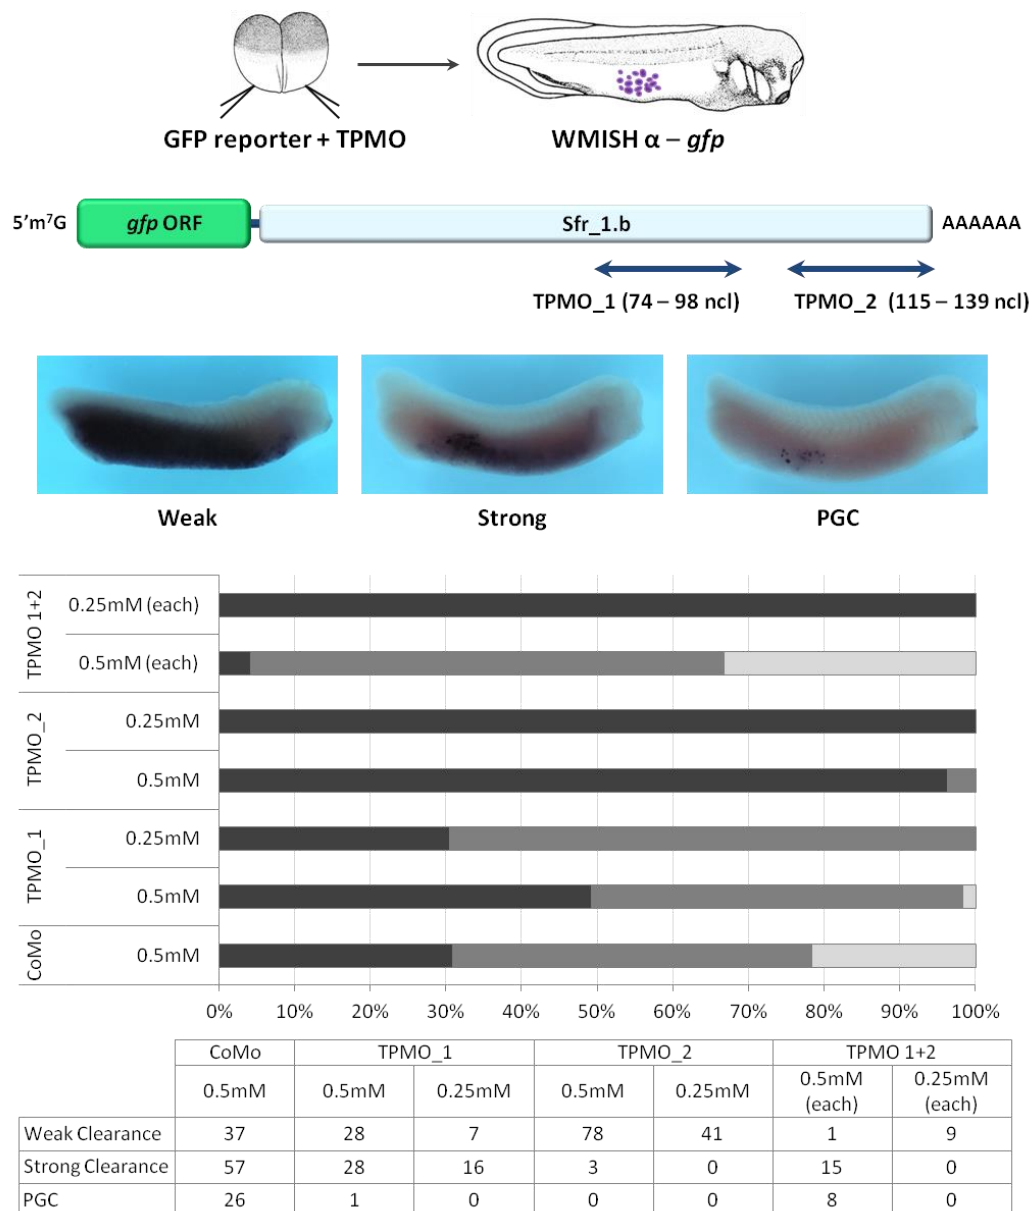 GFP reporter + TPMO
WMISH α – gfp
5'm⁷G
gfp ORF
Sfr_1.b
AAAAAA
TPMO_1 (74 – 98 ncl)
TPMO_2 (115 – 139 ncl)
Weak
Strong
PGC
TPMO 1+2
0.25mM (each)
0.5mM (each)
TPMO_2
0.25mM
0.5mM
TPMO_1
0.25mM
0.5mM
CoMo
0.5mM
0% 10% 20% 30% 40% 50% 60% 70% 80% 90% 100%
CoMo TPMO_1 TPMO_2 TPMO 1+2
0.5mM 0.5mM 0.25mM 0.5mM 0.25mM 0.5mM (each) 0.25mM (each)
Weak Clearance 37 28 7 78 41 1 9
Strong Clearance 57 28 16 3 0 15 0
PGC 26 1 0 0 0 8 0